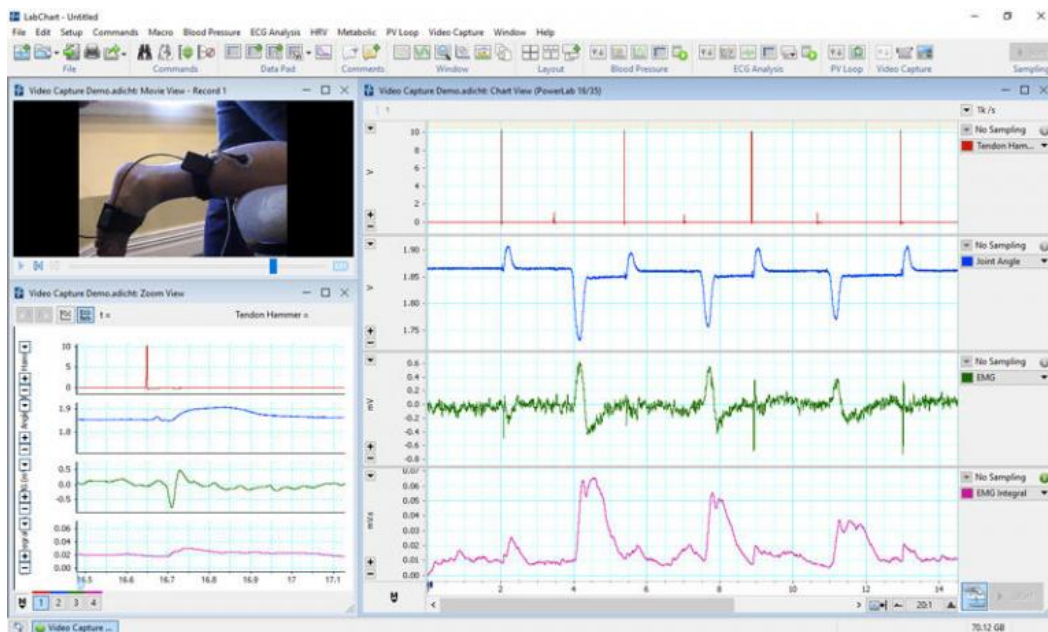 LabChart - Untitled
File Edit Setup Commands Macro Blood Pressure ECG Analysis HRV Metabolic PV Loop Video Capture Window Help
File Commands Data Pad Comments Window Layout Blood Pressure ECG Analysis PV Loop Video Capture Sampling
Video Capture Demo.adicht: Movie View - Record 1
Video Capture Demo.adicht: Zoom View
t =
Tendon Hammer =
10
5
0
1.9
1.8
0.5
0.0
-0.5
0.06
0.04
0.02
0.00
16.5 16.6 16.7 16.8 16.9 17 17.1
1 2 3 4
Video Capture Demo.adicht: Chart View (PowerLab 16/35)
1k /s
10
8
6
4
2
0
V
No Sampling
Tendon Ham...
1.90
1.85
1.80
1.75
V
No Sampling
Joint Angle
0.6
0.4
0.2
0.0
-0.2
-0.4
-0.6
-0.8
mV
No Sampling
EMG
0.07
0.06
0.05
0.04
0.03
0.02
0.01
0.00
mV.s
No Sampling
EMG Integral
0 2 4 6 8 10 12 14
20:1
Start
Video Capture ...
70.12 GB